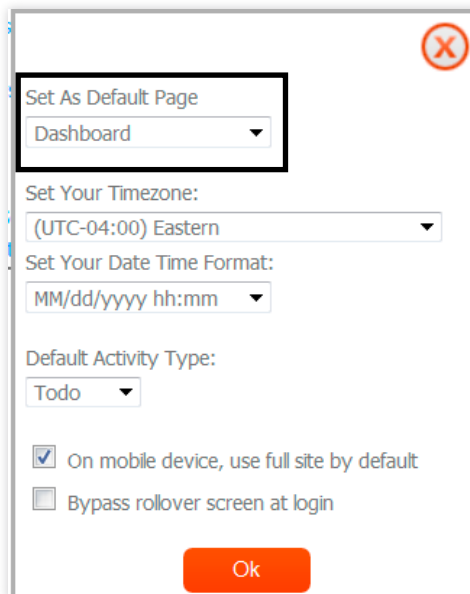 Set As Default Page
Dashboard
Set Your Timezone:
(UTC-04:00) Eastern
Set Your Date Time Format:
MM/dd/yyyy hh:mm
Default Activity Type:
Todo
On mobile device, use full site by default
Bypass rollover screen at login
Ok